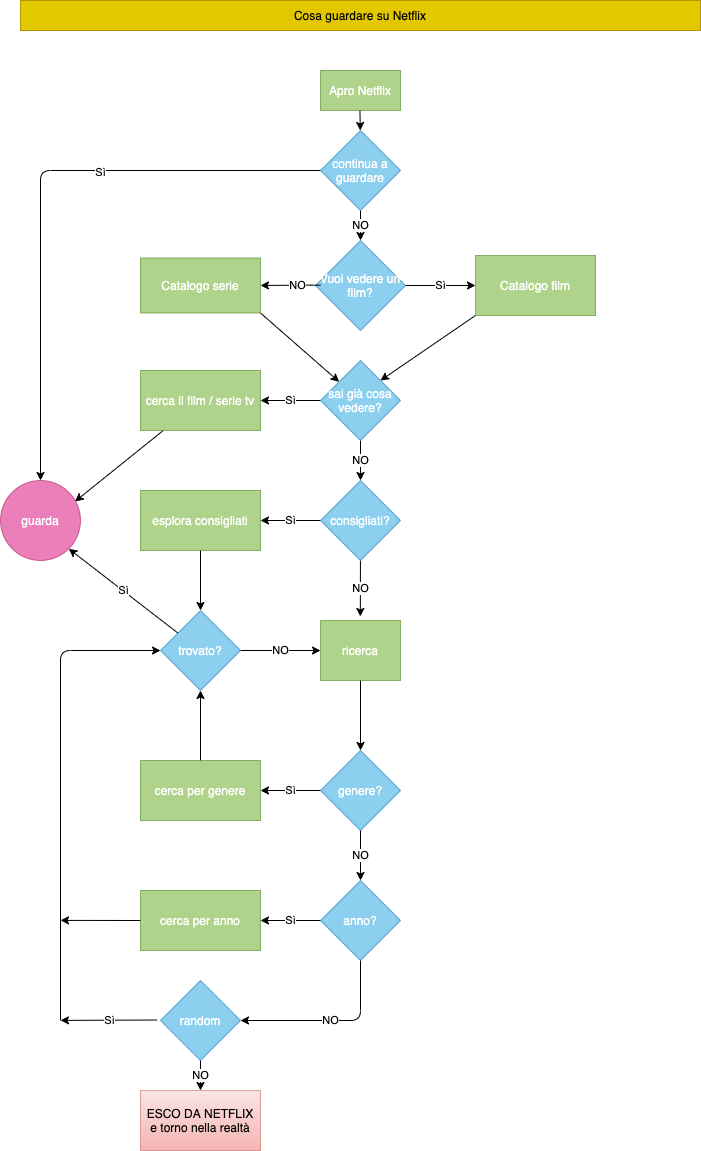 Cosa guardare su Netflix
Apro Netflix
continua a
guardare
Sì
NO
Catalogo serie
NO
Vuoi vedere un
film?
Sì
Catalogo film
cerca il film / serie tv
Sì
sai già cosa
vedere?
NO
guarda
esplora consigliati
Sì
consigliati?
Sì
NO
trovato?
NO
ricerca
cerca per genere
Sì
genere?
NO
cerca per anno
Sì
anno?
Sì
random
NO
NO
ESCO DA NETFLIX
e torno nella realtà